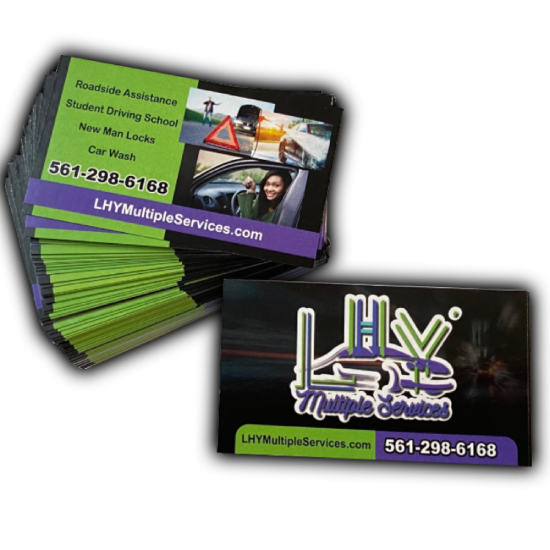 Roadside Assistance
Student Driving School
New Man Locks
Car Wash
561-298-6168
LHYMultipleServices.com
LHY
Multiple Services
LHYMultipleServices.com 561-298-6168